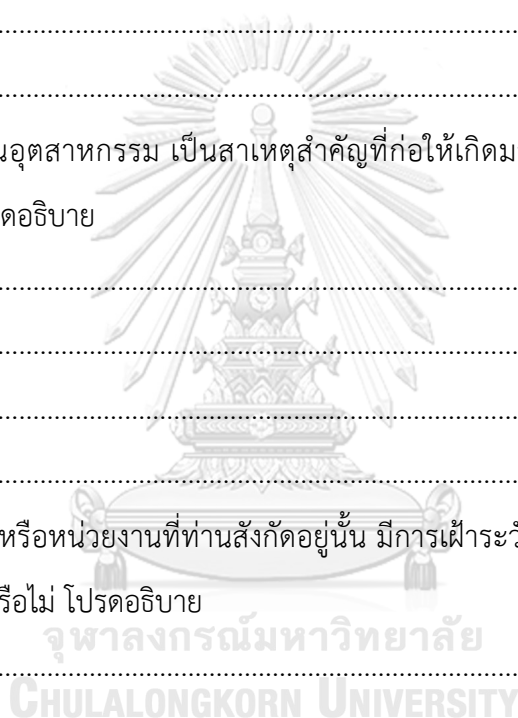 ................................................................................
................................................................................
นอุตสาหกรรม เป็นสาเหตุสำคัญที่ก่อให้เกิดม
ดอธิบาย
................................................................................
................................................................................
................................................................................
................................................................................
หรือหน่วยงานที่ท่านสังกัดอยู่นั้น มีการเฝ้าระวั
รือไม่ โปรดอธิบาย
จุฬาลงกรณ์มหาวิทยาลัย
................................................................................
CHULALONGKORN UNIVERSITY